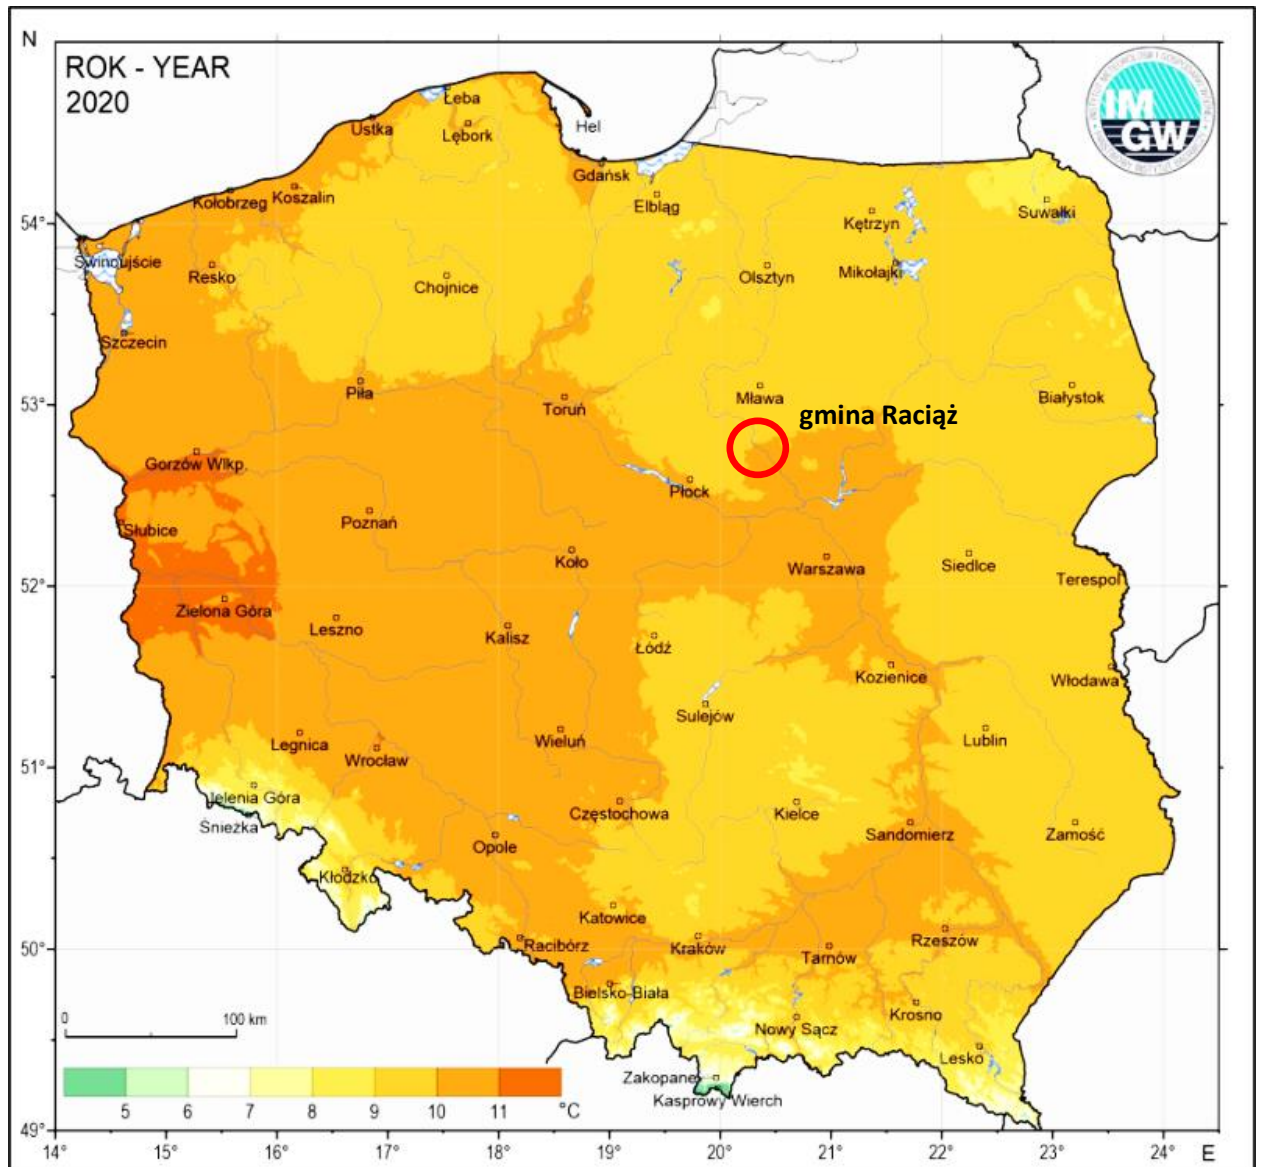 N
ROK - YEAR
2020
IM
GW
Łeba
Ustka
Lębork
Hel
Gdańsk
Kołobrzeg
Koszalin
Elbląg
Kętrzyn
Suwałki
54°
Świnoujście
Resko
Chojnice
Olsztyn
Mikołajki
Szczecin
Piła
53°
Toruń
Mława
Białystok
gmina Raciąż
Gorzów Wlkp.
Płock
Słubice
Poznań
Koło
Warszawa
Siedlce
Terespol
52°
Zielona Góra
Leszno
Kalisz
Łódź
Kozienice
Włodawa
Sulejów
Legnica
Wrocław
Wieluń
Lublin
51°
Jelenia Góra
Śnieżka
Częstochowa
Kielce
Sandomierz
Zamość
Opole
Kłodzko
Katowice
50°
Racibórz
Kraków
Tarnów
Rzeszów
Bielsko-Biała
Nowy Sącz
Krosno
Lesko
0
100 km
Zakopane
Kasprowy Wierch
5 6 7 8 9 10 11 °C
49°
14° 15° 16° 17° 18° 19° 20° 21° 22° 23° 24° E